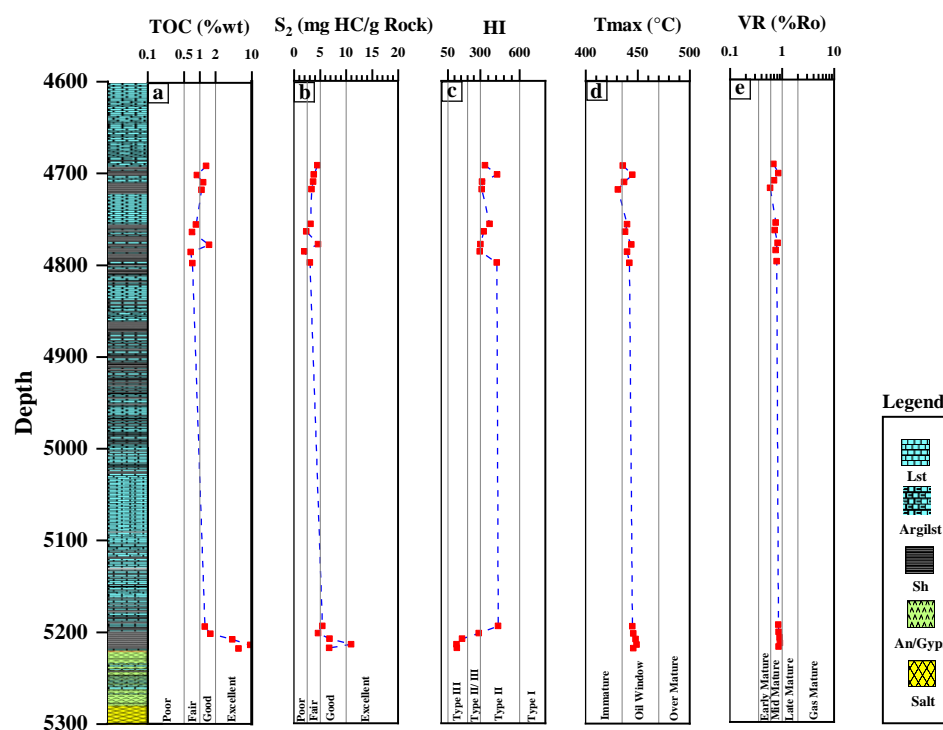 TOC (%wt)
S₂ (mg HC/g Rock)
HI
Tmax (°C)
VR (%Ro)
0.1 0.5 1 2 10
0 5 10 15 20
50 300 600
400 450 500
0.1 1 10
a
b
c
d
e
Depth
4600
4700
4800
4900
5000
5100
5200
5300
Poor
Fair
Good
Excellent
Poor
Fair
Good
Excellent
Type III
Type II/ III
Type II
Type I
Immature
Oil Window
Over Mature
Early Mature
Mid Mature
Late Mature
Gas Mature
Legend
Lst
Argilst
Sh
An/Gyp
Salt